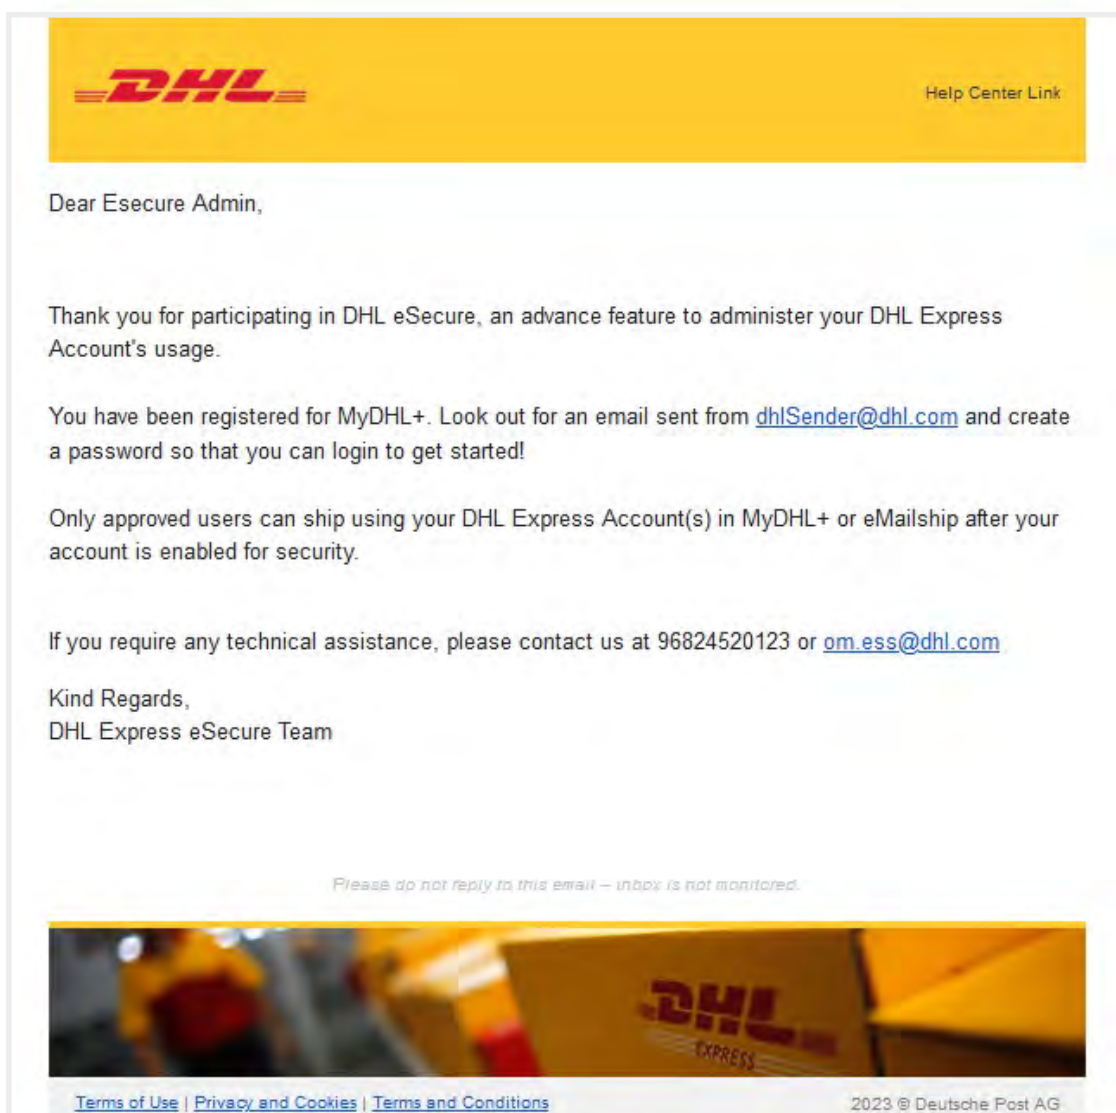 DHL
Help Center Link
Dear Esecure Admin,
Thank you for participating in DHL eSecure, an advance feature to administer your DHL Express
Account's usage.
You have been registered for MyDHL+. Look out for an email sent from dhlSender@dhl.com and create
a password so that you can login to get started!
Only approved users can ship using your DHL Express Account(s) in MyDHL+ or eMailship after your
account is enabled for security.
If you require any technical assistance, please contact us at 96824520123 or om.ess@dhl.com
Kind Regards,
DHL Express eSecure Team
Please do not reply to this email – inbox is not monitored.
DHL
EXPRESS
Terms of Use | Privacy and Cookies | Terms and Conditions
2023 © Deutsche Post AG